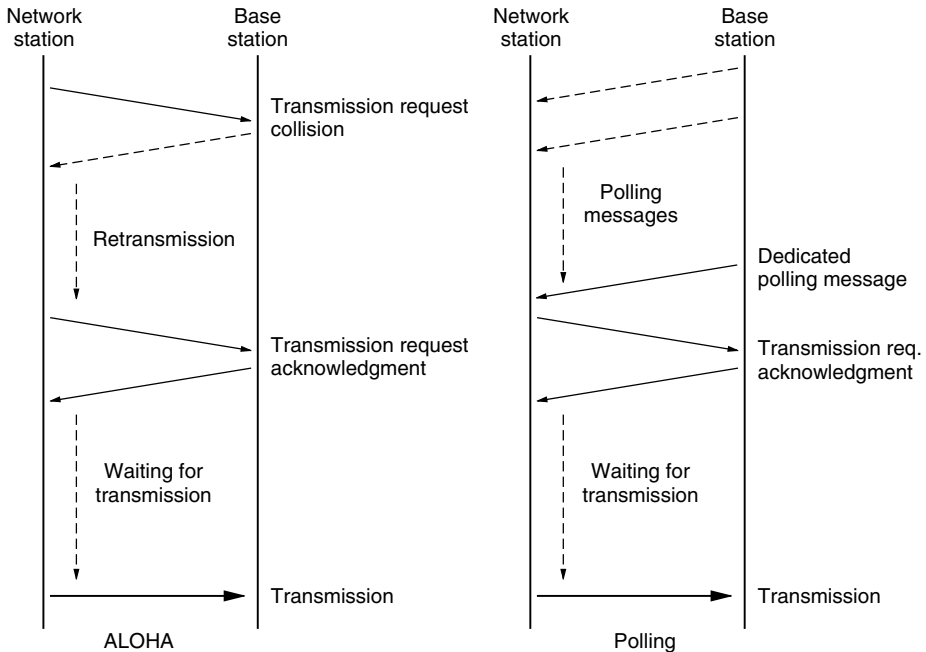 Network
station
Base
station
Transmission request
collision
Retransmission
Transmission request
acknowledgment
Waiting for
transmission
Transmission
ALOHA
Network
station
Base
station
Polling
messages
Dedicated
polling message
Transmission req.
acknowledgment
Waiting for
transmission
Transmission
Polling